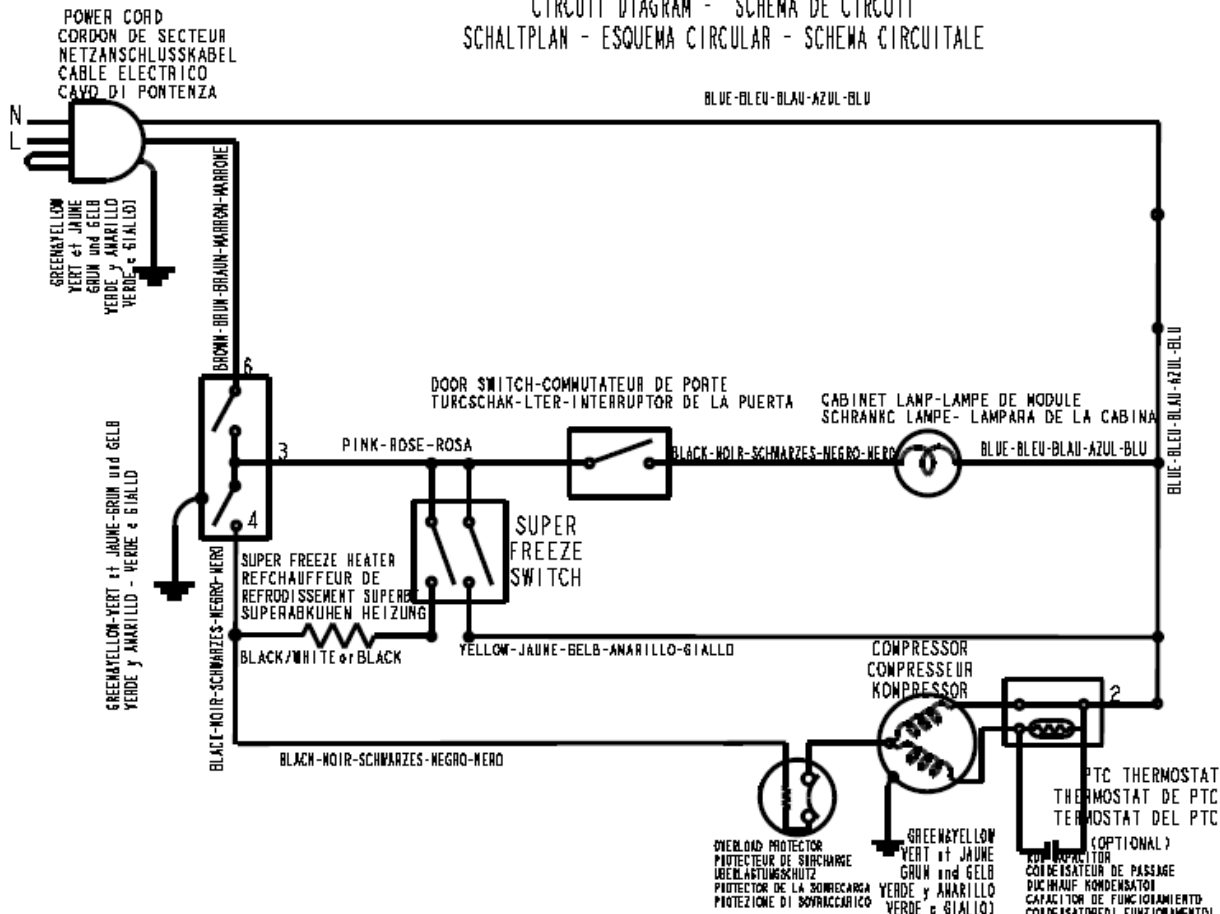 CIRCUIT DIAGRAM - SCHEMA DE CIRCUIT
SCHALTPLAN - ESQUEMA CIRCULAR - SCHEMA CIRCUITALE
POWER CORD
CORDON DE SECTEUR
NETZANSCHLUSSKABEL
CABLE ELECTRICO
CAVO DI PONTENZA
N
L
BLUE-BLEU-BLAU-AZUL-BLU
GREEN&YELLOW
VERT et JAUNE
GRUN und GELB
VERDE y AMARILLO
VERDE e GIALLO)
BROWN-BRUN-BRAUN-MARRON-MARRONE
6
3
4
PINK-ROSE-ROSA
DOOR SWITCH-COMMUTATEUR DE PORTE
TURCSCHAK-LTER-INTERRUPTOR DE LA PUERTA
BLACK-NOIR-SCHWARZES-NEGRO-NERO
CABINET LAMP-LAMPE DE MODULE
SCHRANKC LAMPE- LAMPARA DE LA CABINA
BLUE-BLEU-BLAU-AZUL-BLU
BLUE-BLEU-BLAU-AZUL-BLU
GREEN&YELLOW-VERT et JAUNE-GRUN und GELB
VERDE y AMARILLO - VERDE e GIALLO
SUPER
FREEZE
SWITCH
SUPER FREEZE HEATER
REFCHAUFFEUR DE
REFRODISSEMENT SUPERBE
SUPERABKUHEN HEIZUNG
BLACK/WHITE or BLACK
YELLOW-JAUNE-GELB-AMARILLO-GIALLO
BLACK-NOIR-SCHWARZES-NEGRO-NERO
BLACK-NOIR-SCHWARZES-NEGRO-NERO
COMPRESSOR
COMPRESSEUR
KOMPRESSOR
2
PTC THERMOSTAT
THERMOSTAT DE PTC
TERMOSTAT DEL PTC
(OPTIONAL)
RUN CAPACITOR
CONDENSATEUR DE PASSAGE
DUCHHAUF KONDENSATOR
CAPACITOR DE FUNCIONAMIENTO
OVERLOAD PROTECTOR
PROTECTEUR DE SURCHARGE
PROTECTOR DE LA SOBRECARGA
PROTEZIONE DI SOVRACCARICO
GREEN&YELLOW
VERT et JAUNE
GRUN und GELB
VERDE y AMARILLO
VERDE e GIALLO)